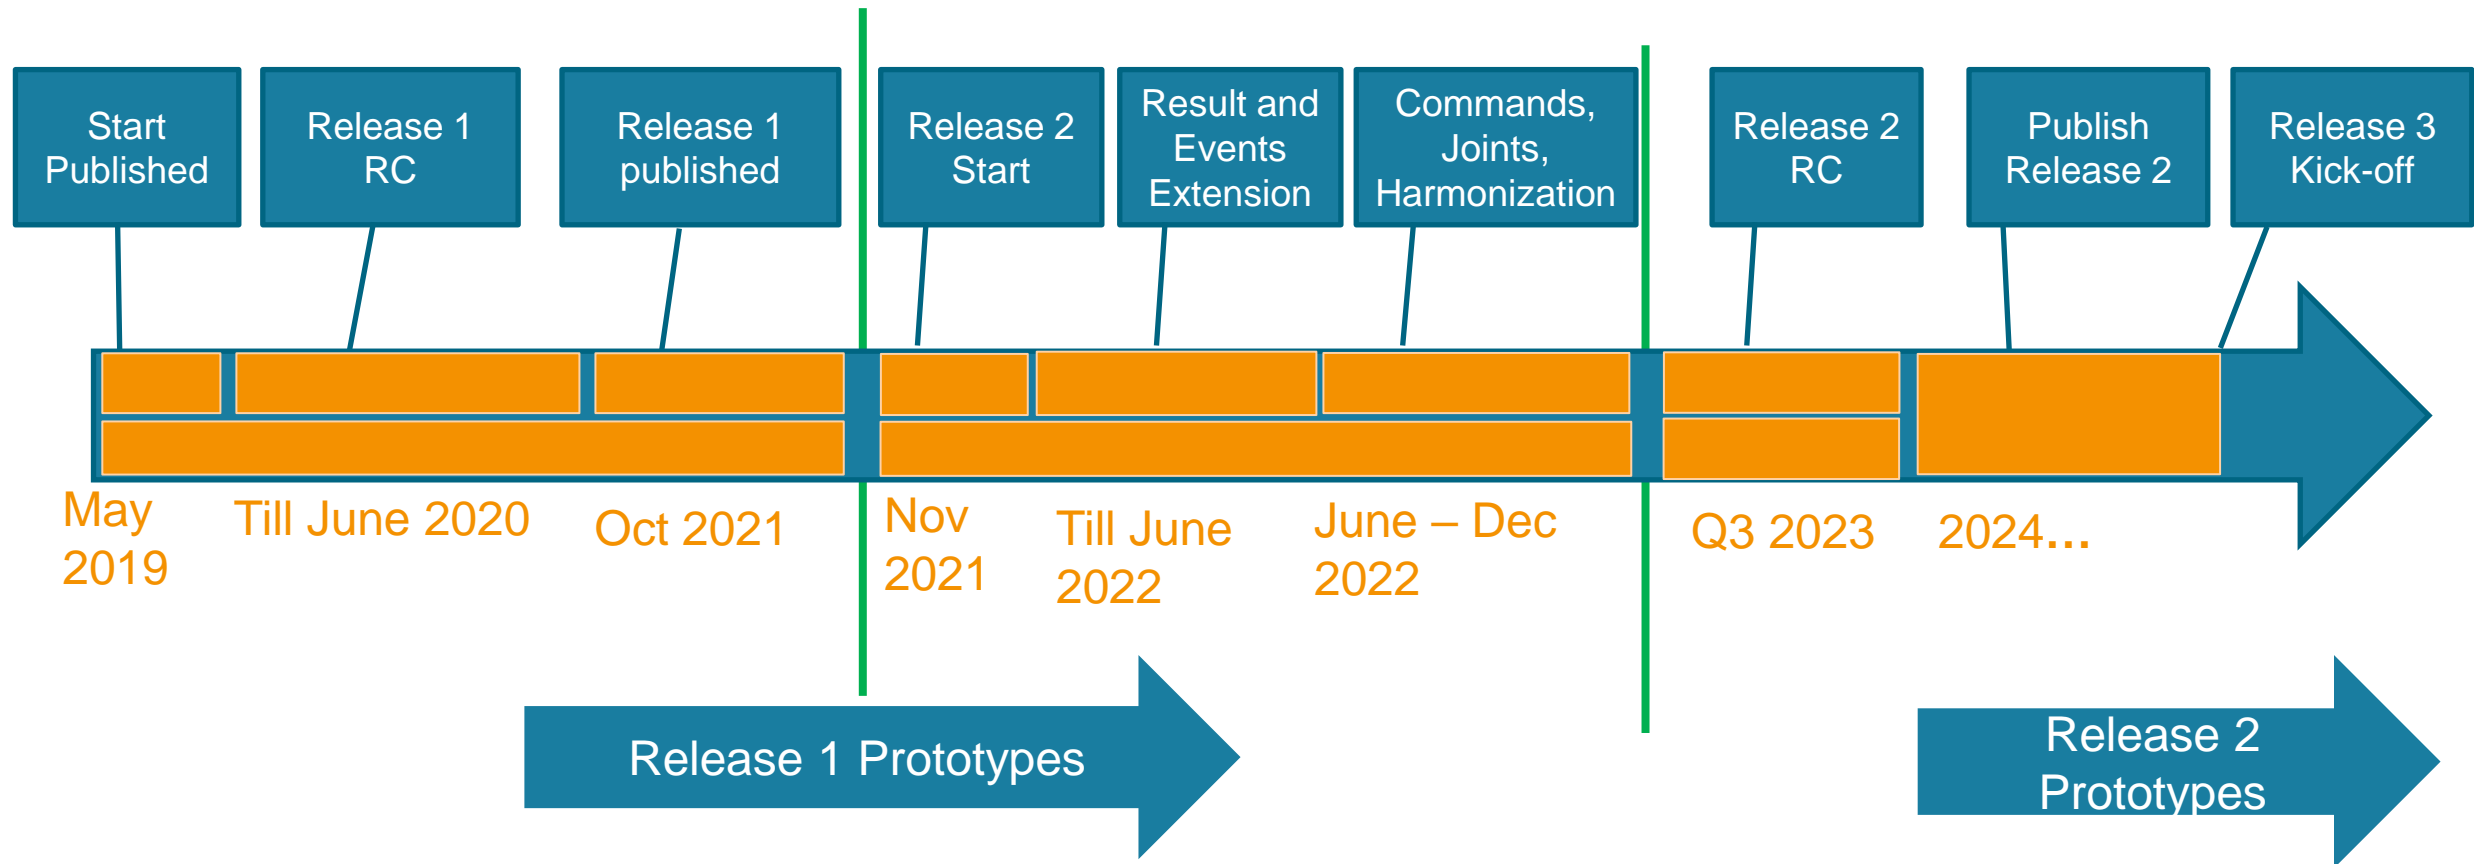 Start
Published
Release 1
RC
Release 1
published
Release 2
Start
Result and
Events
Extension
Commands,
Joints,
Harmonization
Release 2
RC
Publish
Release 2
Release 3
Kick-off
May
2019
Till June 2020
Oct 2021
Nov
2021
Till June
2022
June – Dec
2022
Q3 2023
2024...
Release 1 Prototypes
Release 2
Prototypes